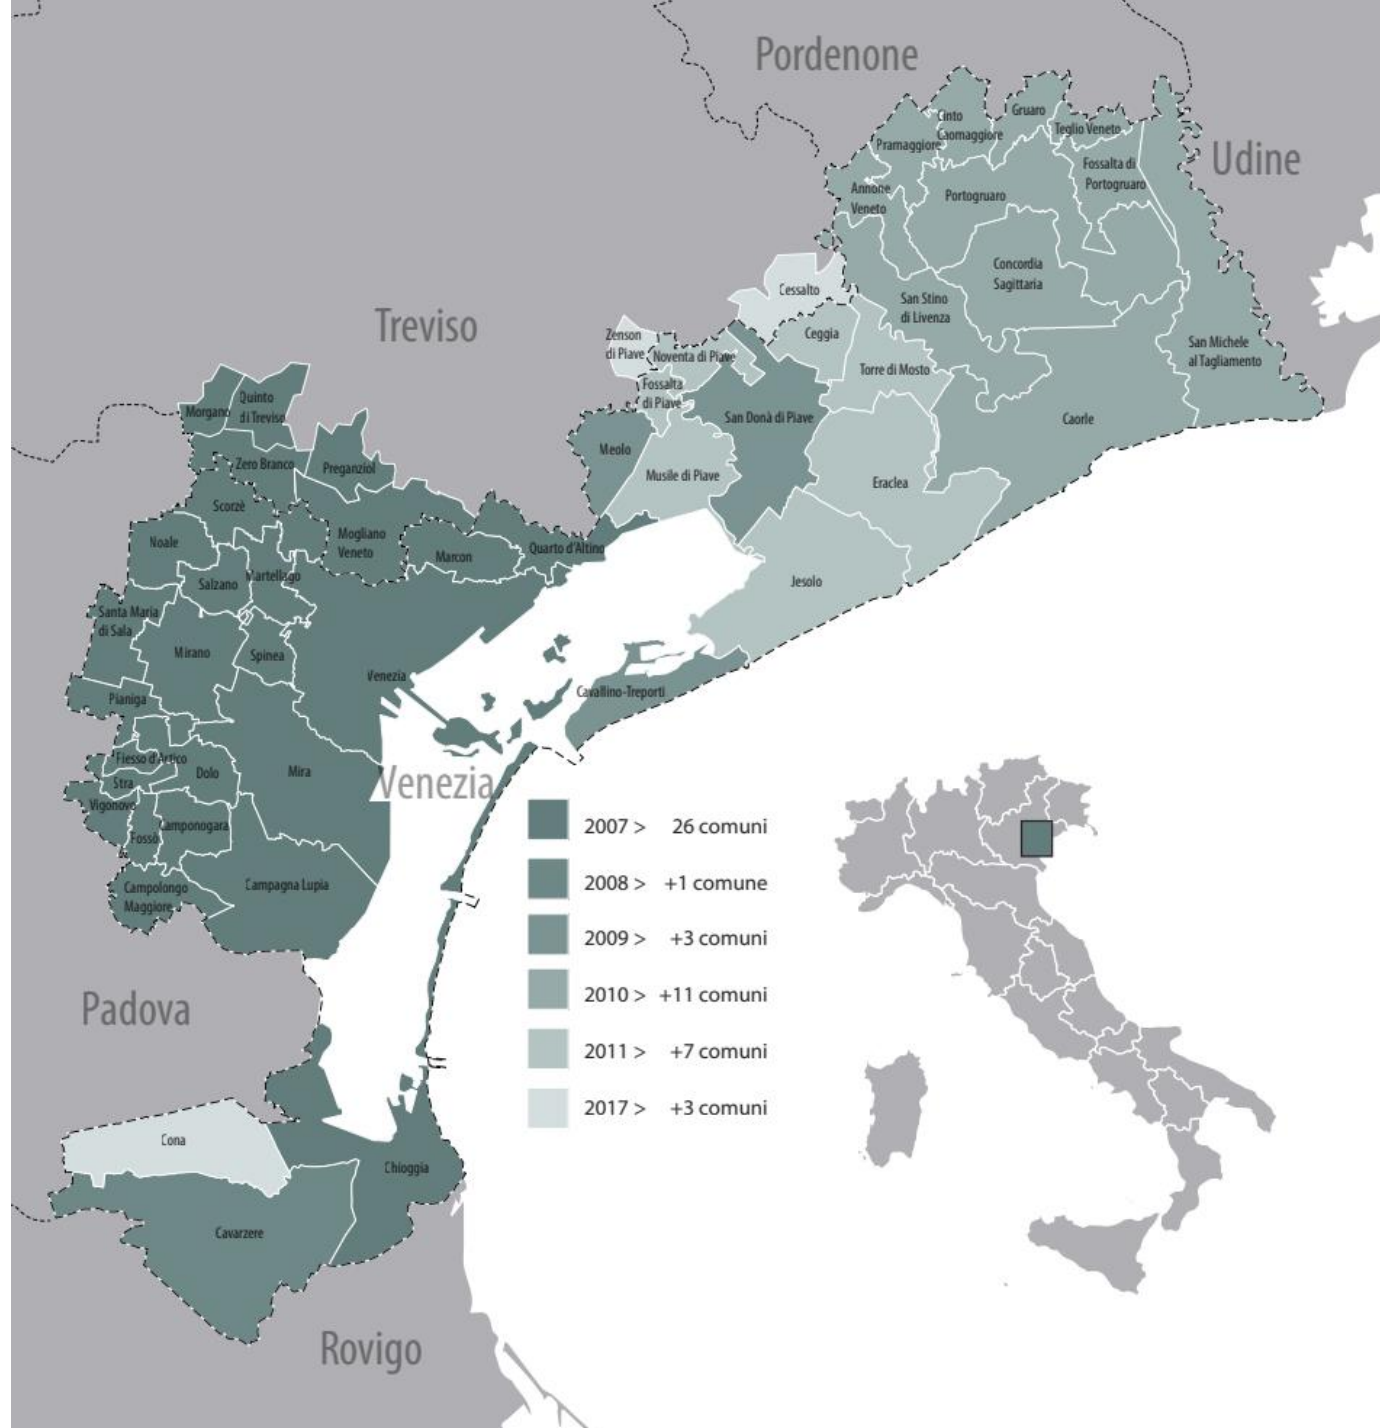 Pordenone
Udine
Treviso
Venezia
Padova
Rovigo
Cinto
Caomaggiore
Gruaro
Teglio Veneto
Pramaggiore
Fossalta di
Portogruaro
Annone
Veneto
Portogruaro
Concordia
Sagittaria
San Stino
di Livenza
San Michele
al Tagliamento
Caorle
Cessalto
Ceggia
Torre di Mosto
Zenson
di Piave
Noventa di Piave
Fossalta
di Piave
San Donà di Piave
Meolo
Musile di Piave
Eraclea
Jesolo
Morgano
Quinto
di Treviso
Zero Branco
Preganziol
Scorzè
Noale
Mogliano
Veneto
Marcon
Quarto d'Altino
Salzano
Martellago
Santa Maria
di Sala
Mirano
Spinea
Venezia
Cavallino-Treporti
Pianiga
Fiesso d'Artico
Dolo
Mira
Stra
Vigonovo
Fossò
Camponogara
Campolongo
Maggiore
Campagna Lupia
Cona
Chioggia
Cavarzere
2007 > 26 comuni
2008 > +1 comune
2009 > +3 comuni
2010 > +11 comuni
2011 > +7 comuni
2017 > +3 comuni